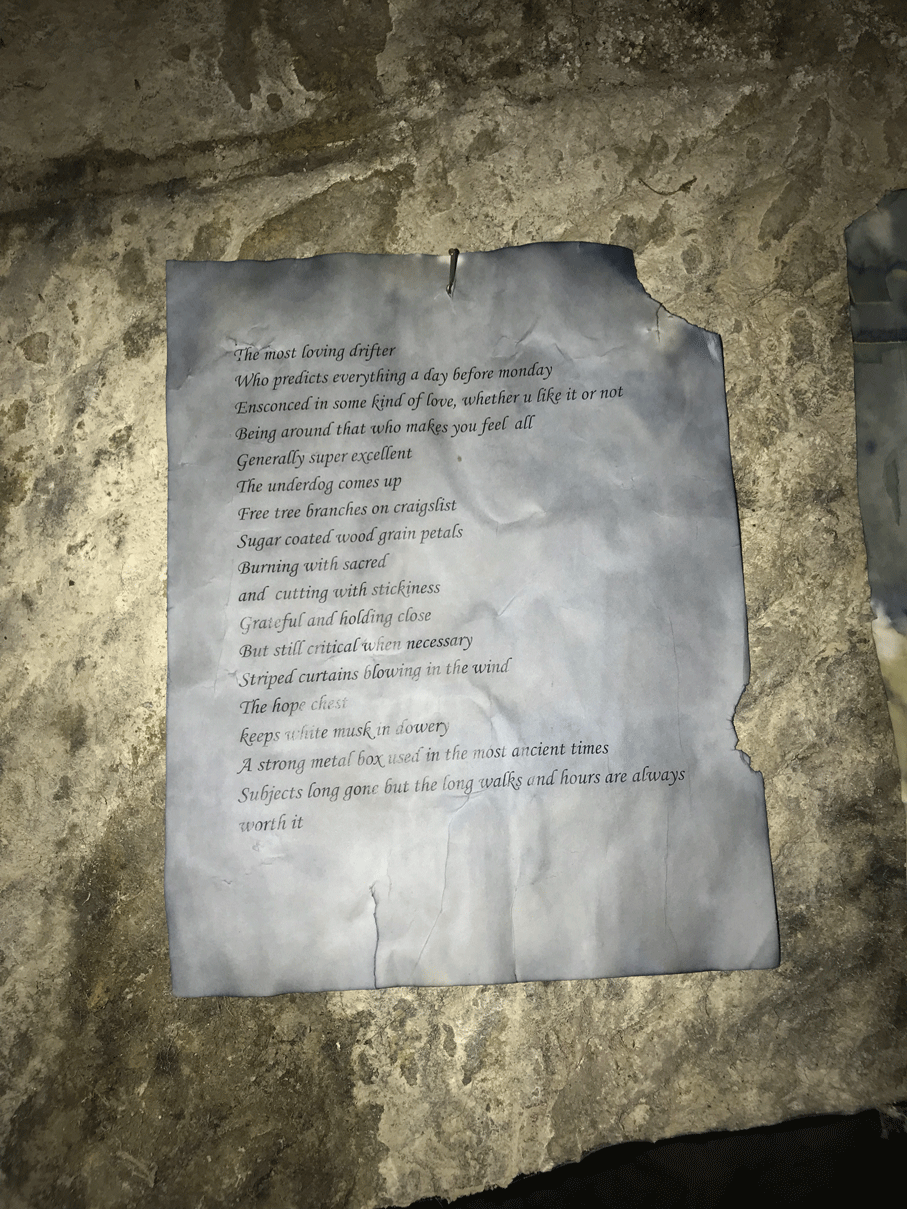 The most loving drifter
Who predicts everything a day before monday
Ensconced in some kind of love, whether u like it or not
Being around that who makes you feel all
Generally super excellent
The underdog comes up
Free tree branches on craigslist
Sugar coated wood grain petals
Burning with sacred
and cutting with stickiness
Grateful and holding close
But still critical when necessary
Striped curtains blowing in the wind
The hope chest
keeps white musk in dowery
A strong metal box used in the most ancient times
Subjects long gone but the long walks and hours are always
worth it